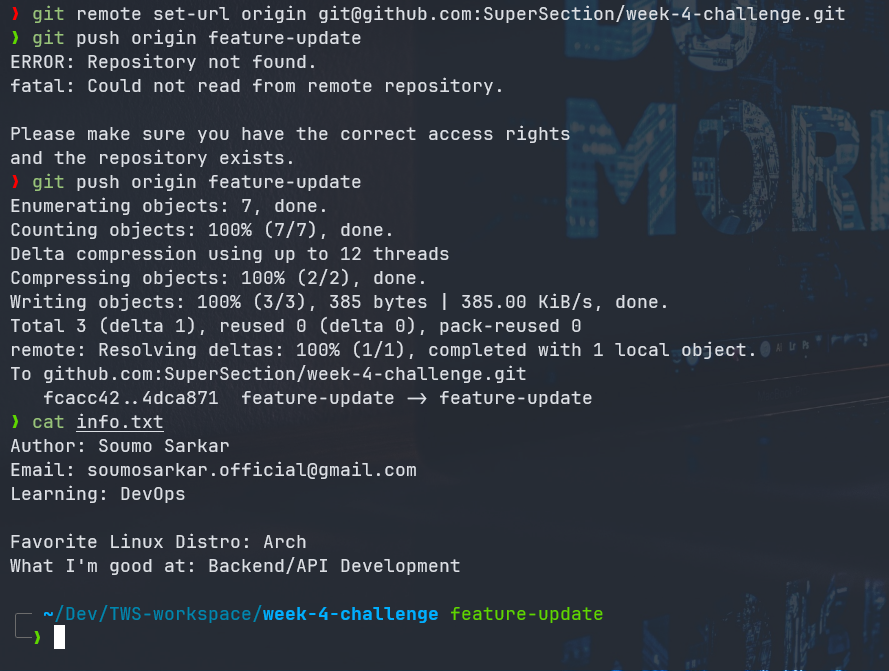 ❯ git remote set-url origin git@github.com:SuperSection/week-4-challenge.git
❯ git push origin feature-update
ERROR: Repository not found.
fatal: Could not read from remote repository.

Please make sure you have the correct access rights
and the repository exists.
❯ git push origin feature-update
Enumerating objects: 7, done.
Counting objects: 100% (7/7), done.
Delta compression using up to 12 threads
Compressing objects: 100% (2/2), done.
Writing objects: 100% (3/3), 385 bytes | 385.00 KiB/s, done.
Total 3 (delta 1), reused 0 (delta 0), pack-reused 0
remote: Resolving deltas: 100% (1/1), completed with 1 local object.
To github.com:SuperSection/week-4-challenge.git
   fcacc42..4dca871  feature-update -> feature-update
❯ cat info.txt
Author: Soumo Sarkar
Email: soumosarkar.official@gmail.com
Learning: DevOps

Favorite Linux Distro: Arch
What I'm good at: Backend/API Development

~/Dev/TWS-workspace/week-4-challenge feature-update
❯
MORE